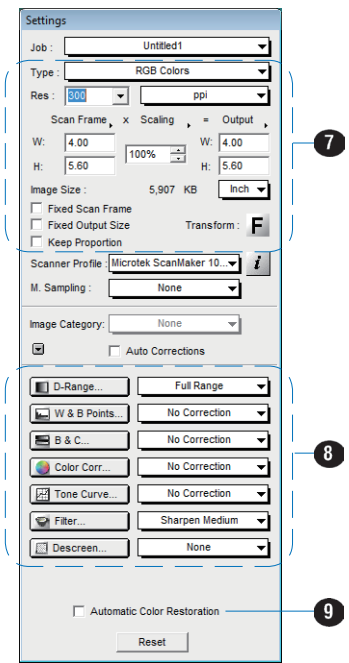 Settings
Job : Untitled1
Type : RGB Colors
Res : 300 ppi
Scan Frame x Scaling = Output
W: 4.00 100% W: 4.00
H: 5.60 H: 5.60
Image Size : 5,907 KB Inch
Fixed Scan Frame
Fixed Output Size Transform : F
Keep Proportion
7
Scanner Profile : Microtek ScanMaker 10... i
M. Sampling : None
Image Category: None
Auto Corrections
D-Range... Full Range
W & B Points... No Correction
B & C... No Correction
8
Color Corr... No Correction
Tone Curve... No Correction
Filter... Sharpen Medium
Descreen... None
Automatic Color Restoration 9
Reset